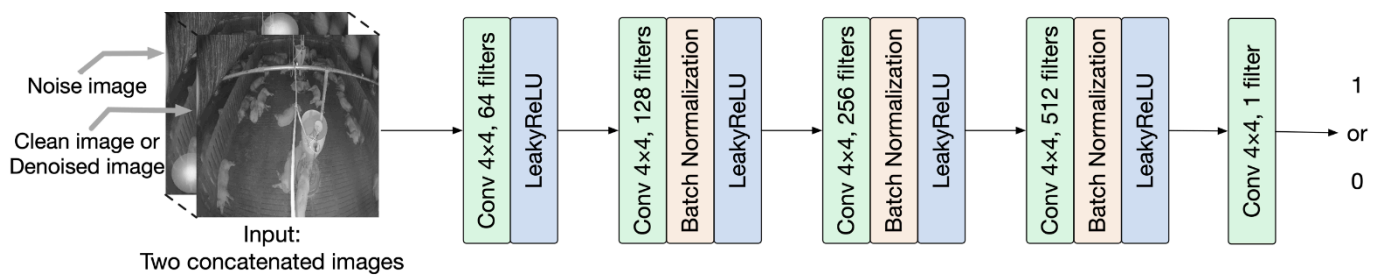 Noise image
Clean image or
Denoised image
Input:
Two concatenated images
Conv 4×4, 64 filters
LeakyReLU
Conv 4×4, 128 filters
Batch Normalization
LeakyReLU
Conv 4×4, 256 filters
Batch Normalization
LeakyReLU
Conv 4×4, 512 filters
Batch Normalization
LeakyReLU
Conv 4×4, 1 filter
1
or
0